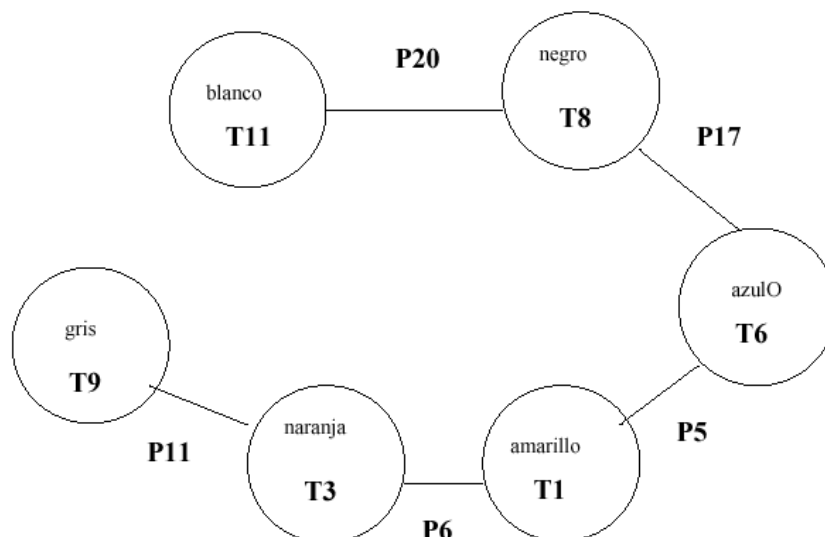 P20
negro
blanco
T8
T11
P17
azulO
gris
T6
T9
naranja
amarillo
P5
P11
T3
T1
P6